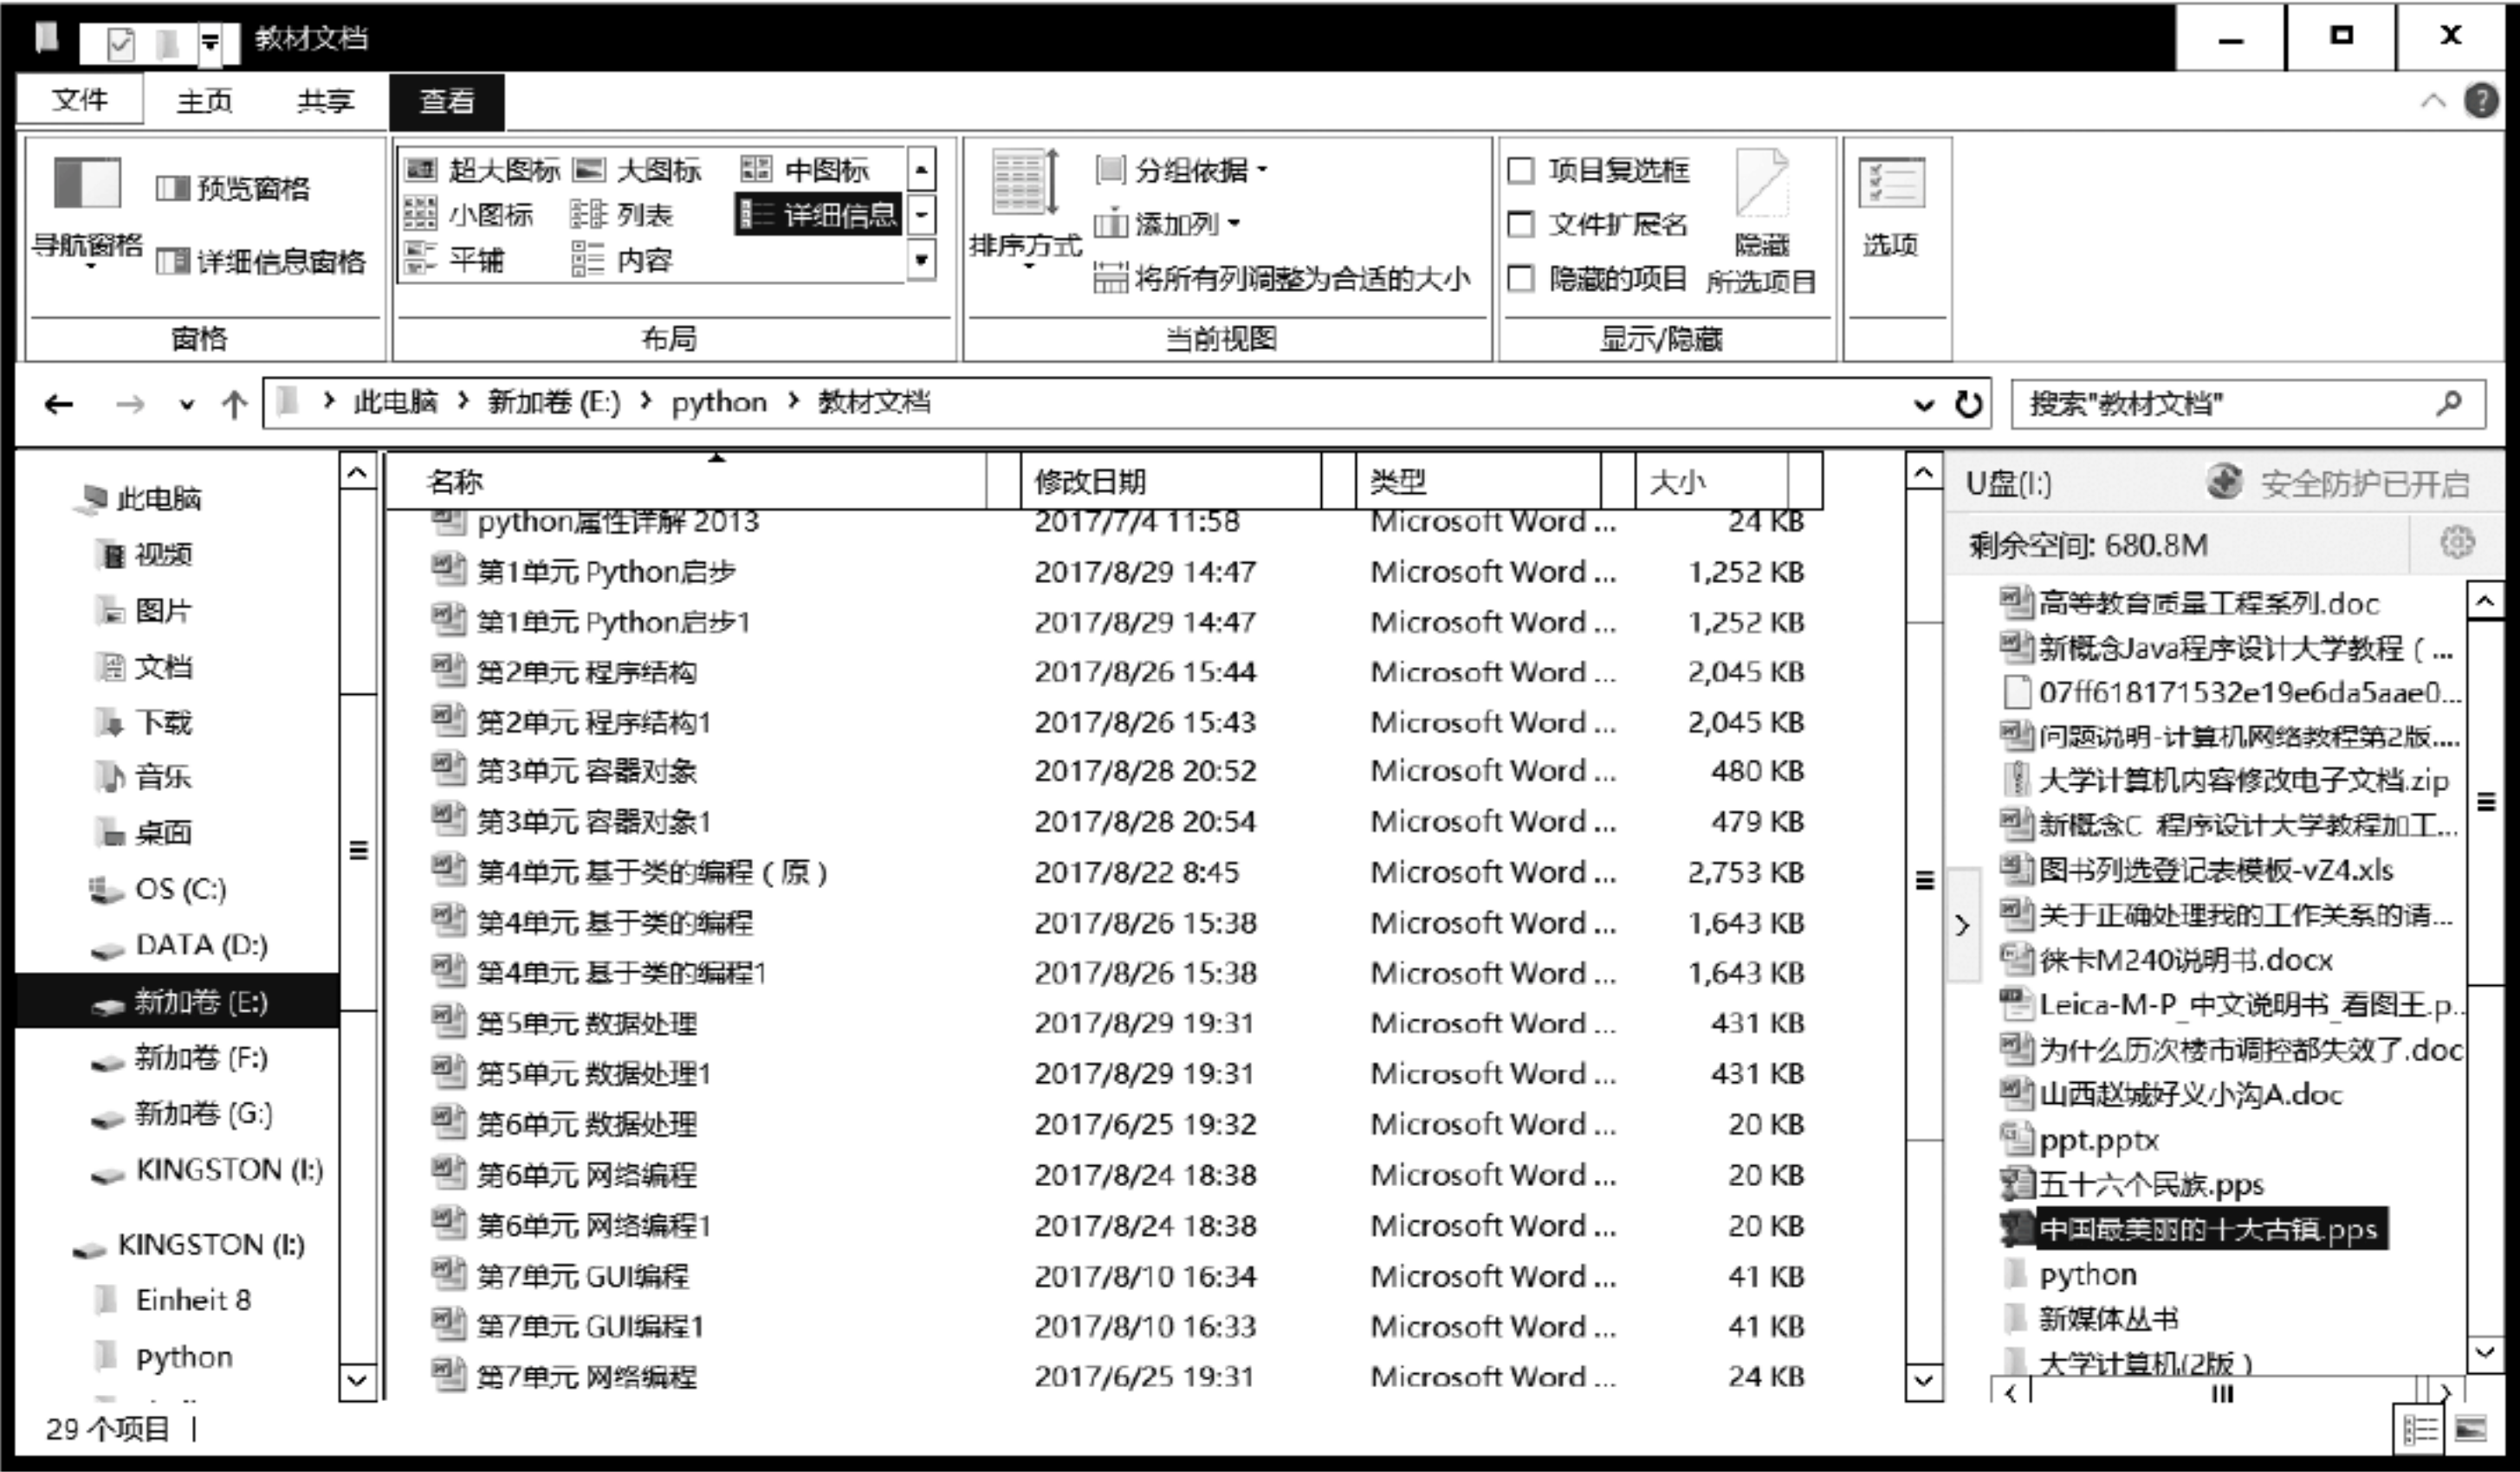 教材文档
文件 主页 共享 查看
导航窗格 预览窗格 详细信息窗格
超大图标 大图标 中图标
小图标 列表 详细信息
平铺 内容
排序方式 分组依据 添加列 将所有列调整为合适的大小
项目复选框 文件扩展名 隐藏的项目 隐藏所选项目 选项
窗格 布局 当前视图 显示/隐藏
此电脑 新加卷 (E:) python 教材文档 搜索"教材文档"
此电脑
视频
图片
文档
下载
音乐
桌面
OS (C:)
DATA (D:)
新加卷 (E:)
新加卷 (F:)
新加卷 (G:)
KINGSTON (I:)
KINGSTON (I:)
Einheit 8
python
名称 修改日期 类型 大小
python属性详解 2013 2017/7/4 11:58 Microsoft Word ... 24 KB
第1单元 Python启步 2017/8/29 14:47 Microsoft Word ... 1,252 KB
第1单元 Python启步1 2017/8/29 14:47 Microsoft Word ... 1,252 KB
第2单元 程序结构 2017/8/26 15:44 Microsoft Word ... 2,045 KB
第2单元 程序结构1 2017/8/26 15:43 Microsoft Word ... 2,045 KB
第3单元 容器对象 2017/8/28 20:52 Microsoft Word ... 480 KB
第3单元 容器对象1 2017/8/28 20:54 Microsoft Word ... 479 KB
第4单元 基于类的编程（原） 2017/8/22 8:45 Microsoft Word ... 2,753 KB
第4单元 基于类的编程 2017/8/26 15:38 Microsoft Word ... 1,643 KB
第4单元 基于类的编程1 2017/8/26 15:38 Microsoft Word ... 1,643 KB
第5单元 数据处理 2017/8/29 19:31 Microsoft Word ... 431 KB
第5单元 数据处理1 2017/8/29 19:31 Microsoft Word ... 431 KB
第6单元 数据处理 2017/6/25 19:32 Microsoft Word ... 20 KB
第6单元 网络编程 2017/8/24 18:38 Microsoft Word ... 20 KB
第6单元 网络编程1 2017/8/24 18:38 Microsoft Word ... 20 KB
第7单元 GUI编程 2017/8/10 16:34 Microsoft Word ... 41 KB
第7单元 GUI编程1 2017/8/10 16:33 Microsoft Word ... 41 KB
第7单元 网络编程 2017/6/25 19:31 Microsoft Word ... 24 KB
U盘(I:) 安全防护已开启
剩余空间: 680.8M
高等教育质量工程系列.doc
新概念Java程序设计大学教程（...
07ff618171532e19e6da5aae0...
问题说明-计算机网络教程第2版....
大学计算机内容修改电子文档.zip
新概念C 程序设计大学教程加工...
图书列选登记表模板-vZ4.xls
关于正确处理我的工作关系的请...
徕卡M240说明书.docx
Leica-M-P_中文说明书_看图王.p...
为什么历次楼市调控都失效了.doc
山西赵城好义小沟A.doc
ppt.pptx
五十六个民族.pps
中国最美丽的十大古镇.pps
python
新媒体丛书
大学计算机(2版）
29 个项目